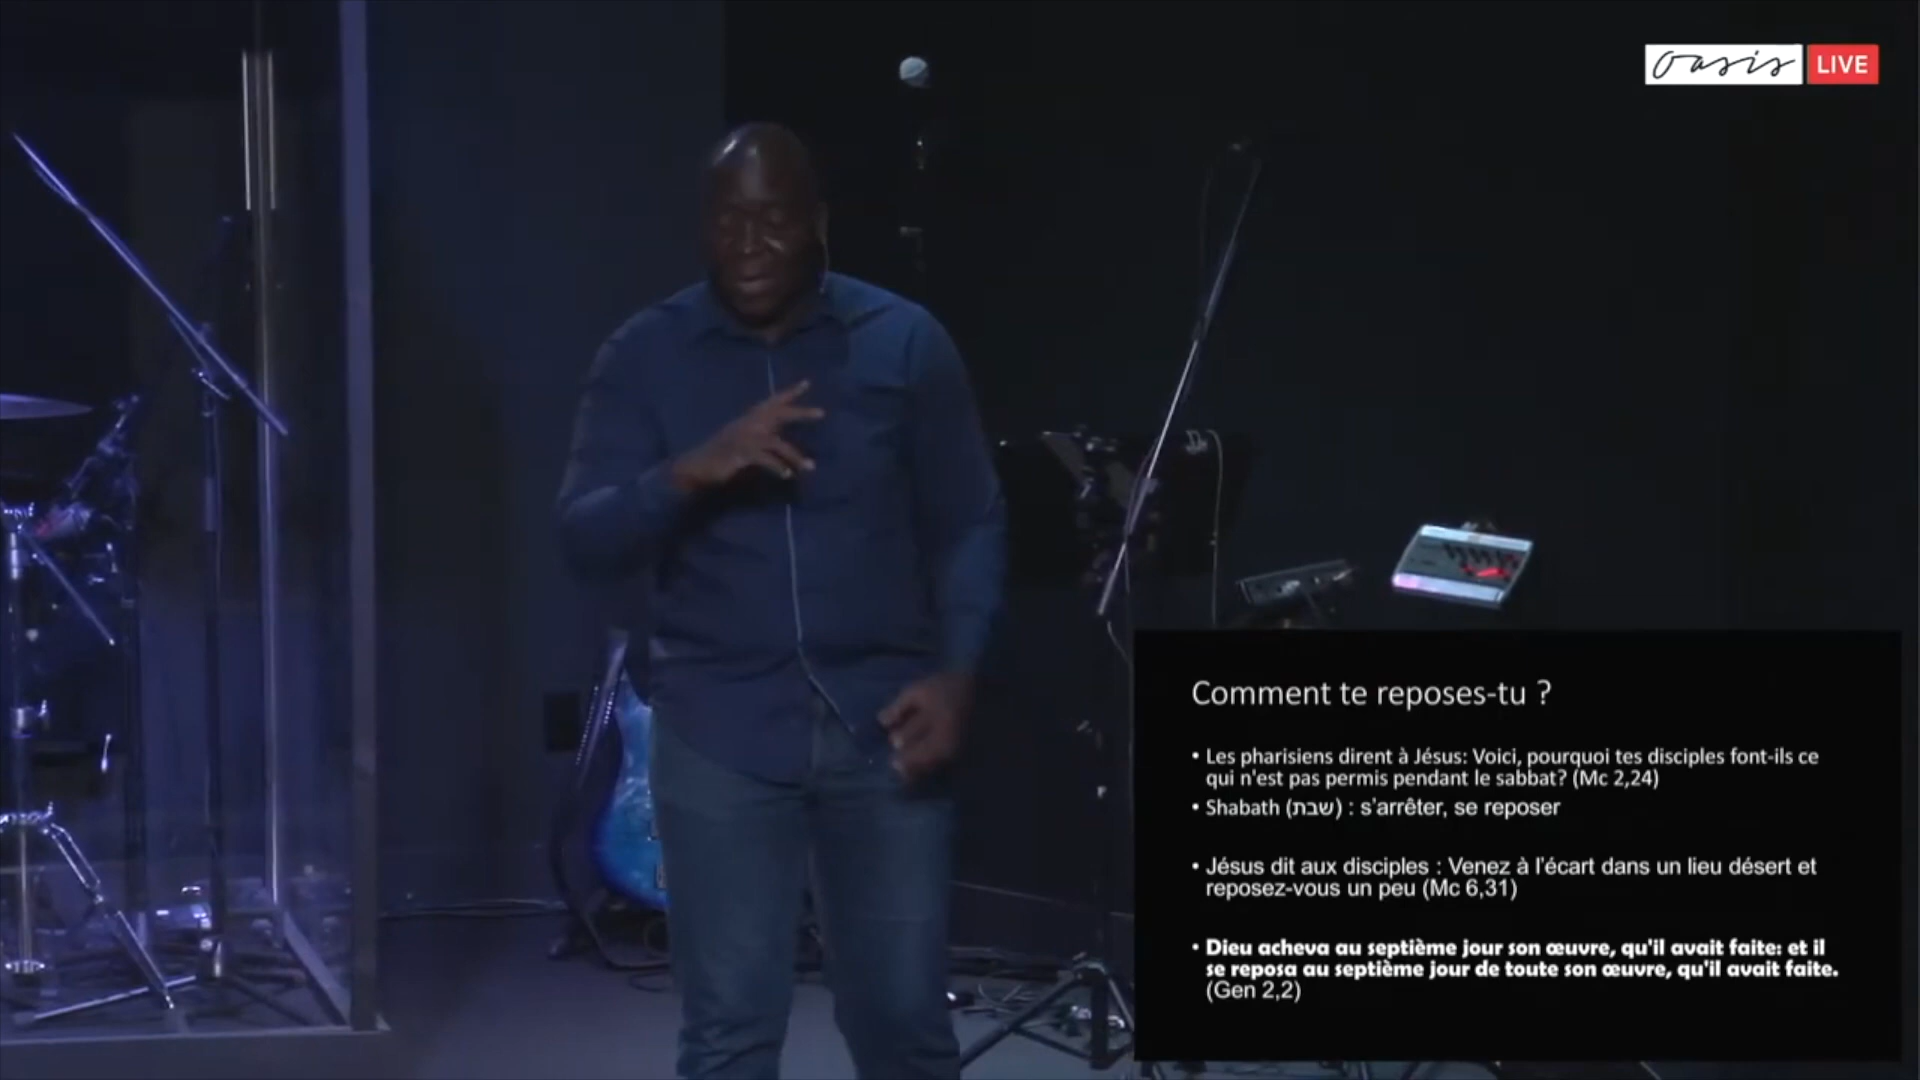 oasis LIVE
Comment te reposes-tu ?
• Les pharisiens dirent à Jésus: Voici, pourquoi tes disciples font-ils ce
qui n'est pas permis pendant le sabbat? (Mc 2,24)
• Shabath (שבת) : s'arrêter, se reposer
• Jésus dit aux disciples : Venez à l'écart dans un lieu désert et
reposez-vous un peu (Mc 6,31)
• Dieu acheva au septième jour son œuvre, qu'il avait faite: et il
se reposa au septième jour de toute son œuvre, qu'il avait faite.
(Gen 2,2)